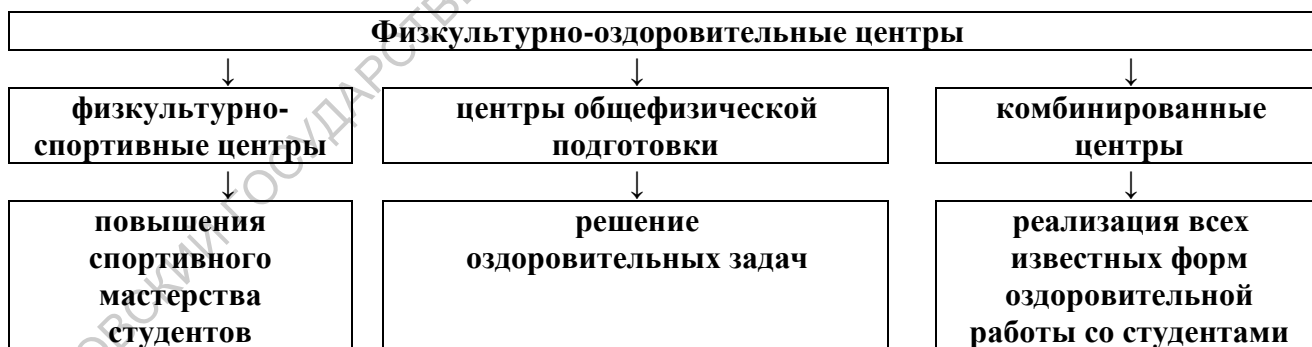 Физкультурно-оздоровительные центры
↓ ↓ ↓
физкультурно-
спортивные центры
центры общефизической
подготовки
комбинированные
центры
↓ ↓ ↓
повышения
спортивного
мастерства
студентов
решение
оздоровительных задач
реализация всех
известных форм
оздоровительной
работы со студентами